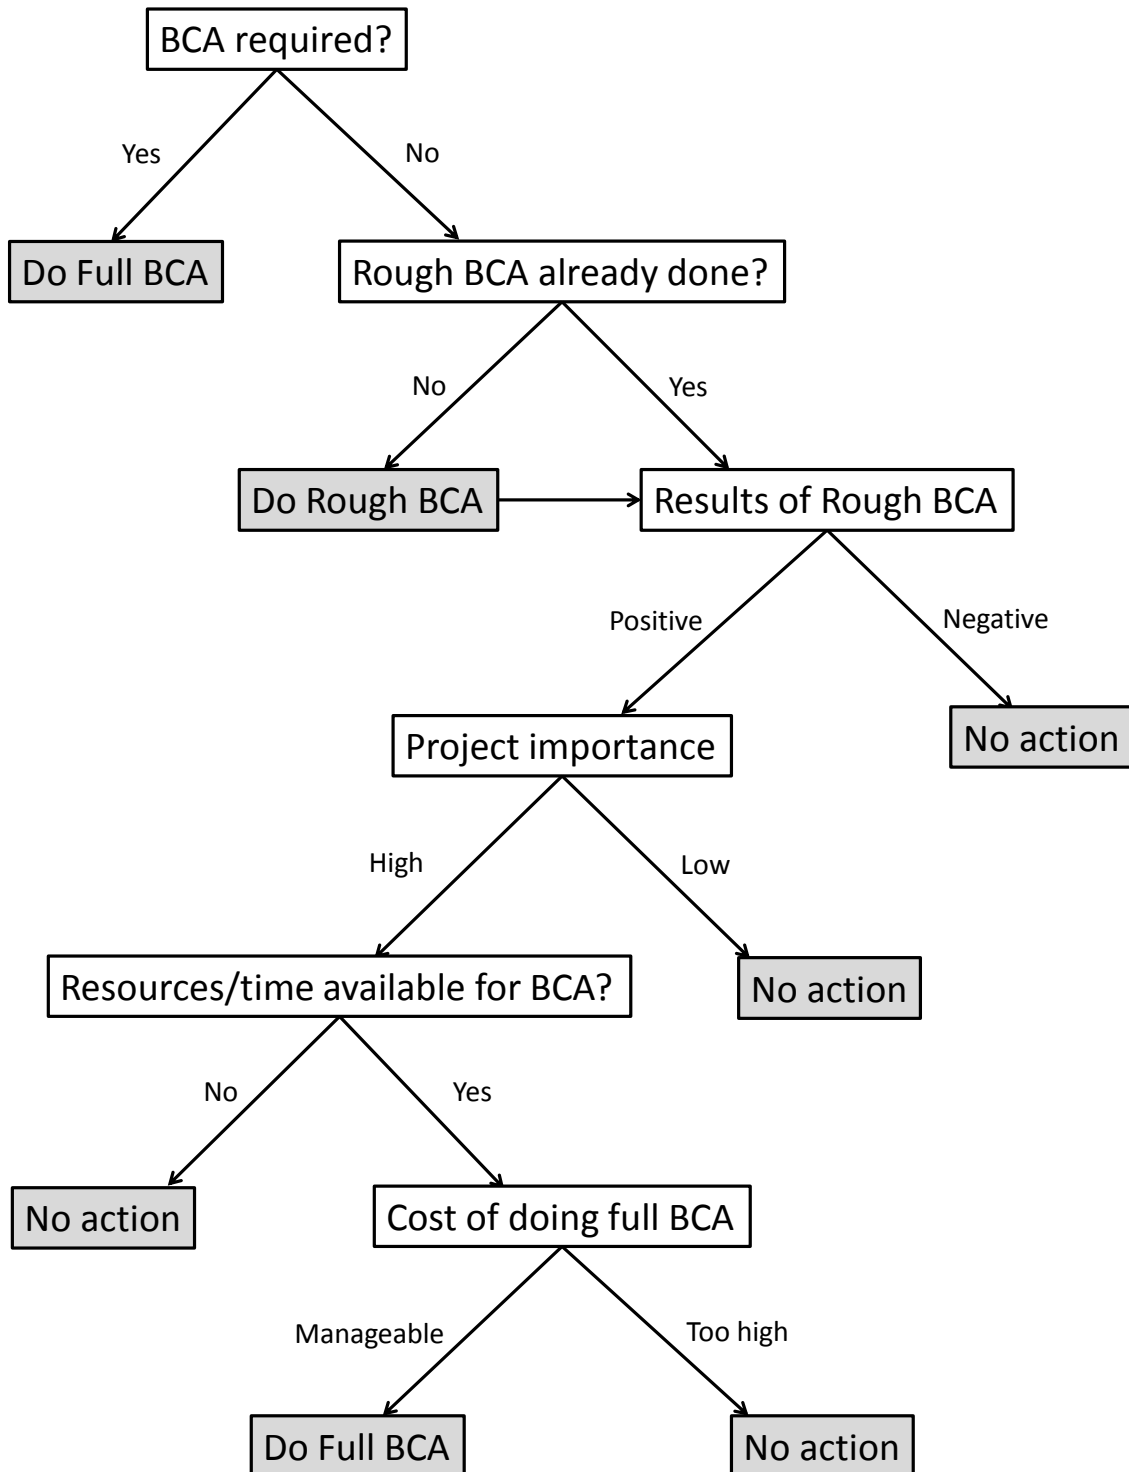 BCA required?
Yes
No
Do Full BCA
Rough BCA already done?
No
Yes
Do Rough BCA
Results of Rough BCA
Positive
Negative
Project importance
No action
High
Low
Resources/time available for BCA?
No action
No
Yes
No action
Cost of doing full BCA
Manageable
Too high
Do Full BCA
No action